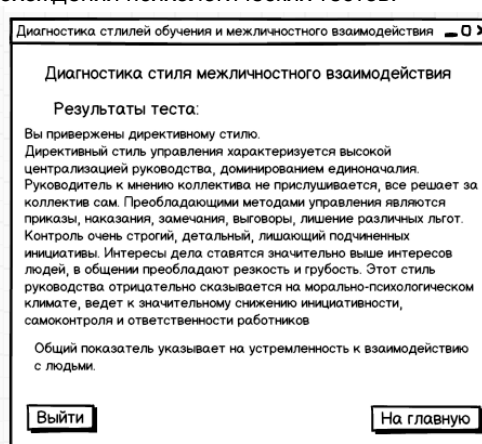 психологических тестов.
Диагностика стлилей обучения и межличностного взаимодействия
Диагностика стиля межличностного взаимодействия
Результаты теста:
Вы привержены директивному стилю.
Директивный стиль управления характеризуется высокой
централизацией руководства, доминированием единоначалия.
Руководитель к мнению коллектива не прислушивается, все решает за
коллектив сам. Преобладающими методами управления являются
приказы, наказания, замечания, выговоры, лишение различных льгот.
Контроль очень строгий, детальный, лишающий подчиненных
инициативы. Интересы дела ставятся значительно выше интересов
людей, в общении преобладают резкость и грубость. Этот стиль
руководства отрицательно сказывается на морально-психологическом
климате, ведет к значительному снижению инициативности,
самоконтроля и ответственности работников
Общий показатель указывает на устремленность к взаимодействию
с людьми.
Выйти
На главную